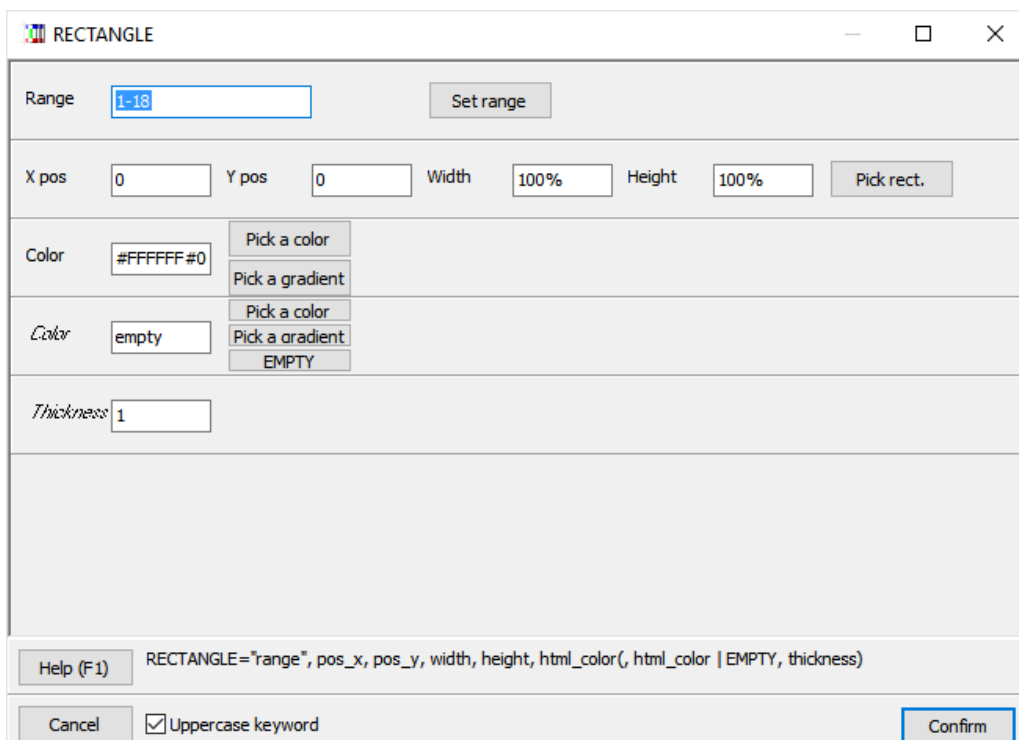 RECTANGLE
Range 1-18 Set range
X pos 0 Y pos 0 Width 100% Height 100% Pick rect.
Pick a color
Color #FFFFFF#0
Pick a gradient
Pick a color
Color empty Pick a gradient
EMPTY
Thickness 1
Help (F1) RECTANGLE="range", pos_x, pos_y, width, height, html_color(, html_color | EMPTY, thickness)
Cancel Uppercase keyword Confirm